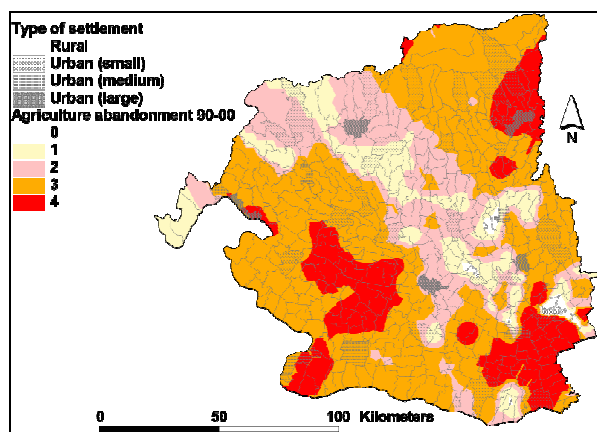 Type of settlement
Rural
Urban (small)
Urban (medium)
Urban (large)
Agriculture abandonment 90-00
0
1
2
3
4
N
0 50 100 Kilometers